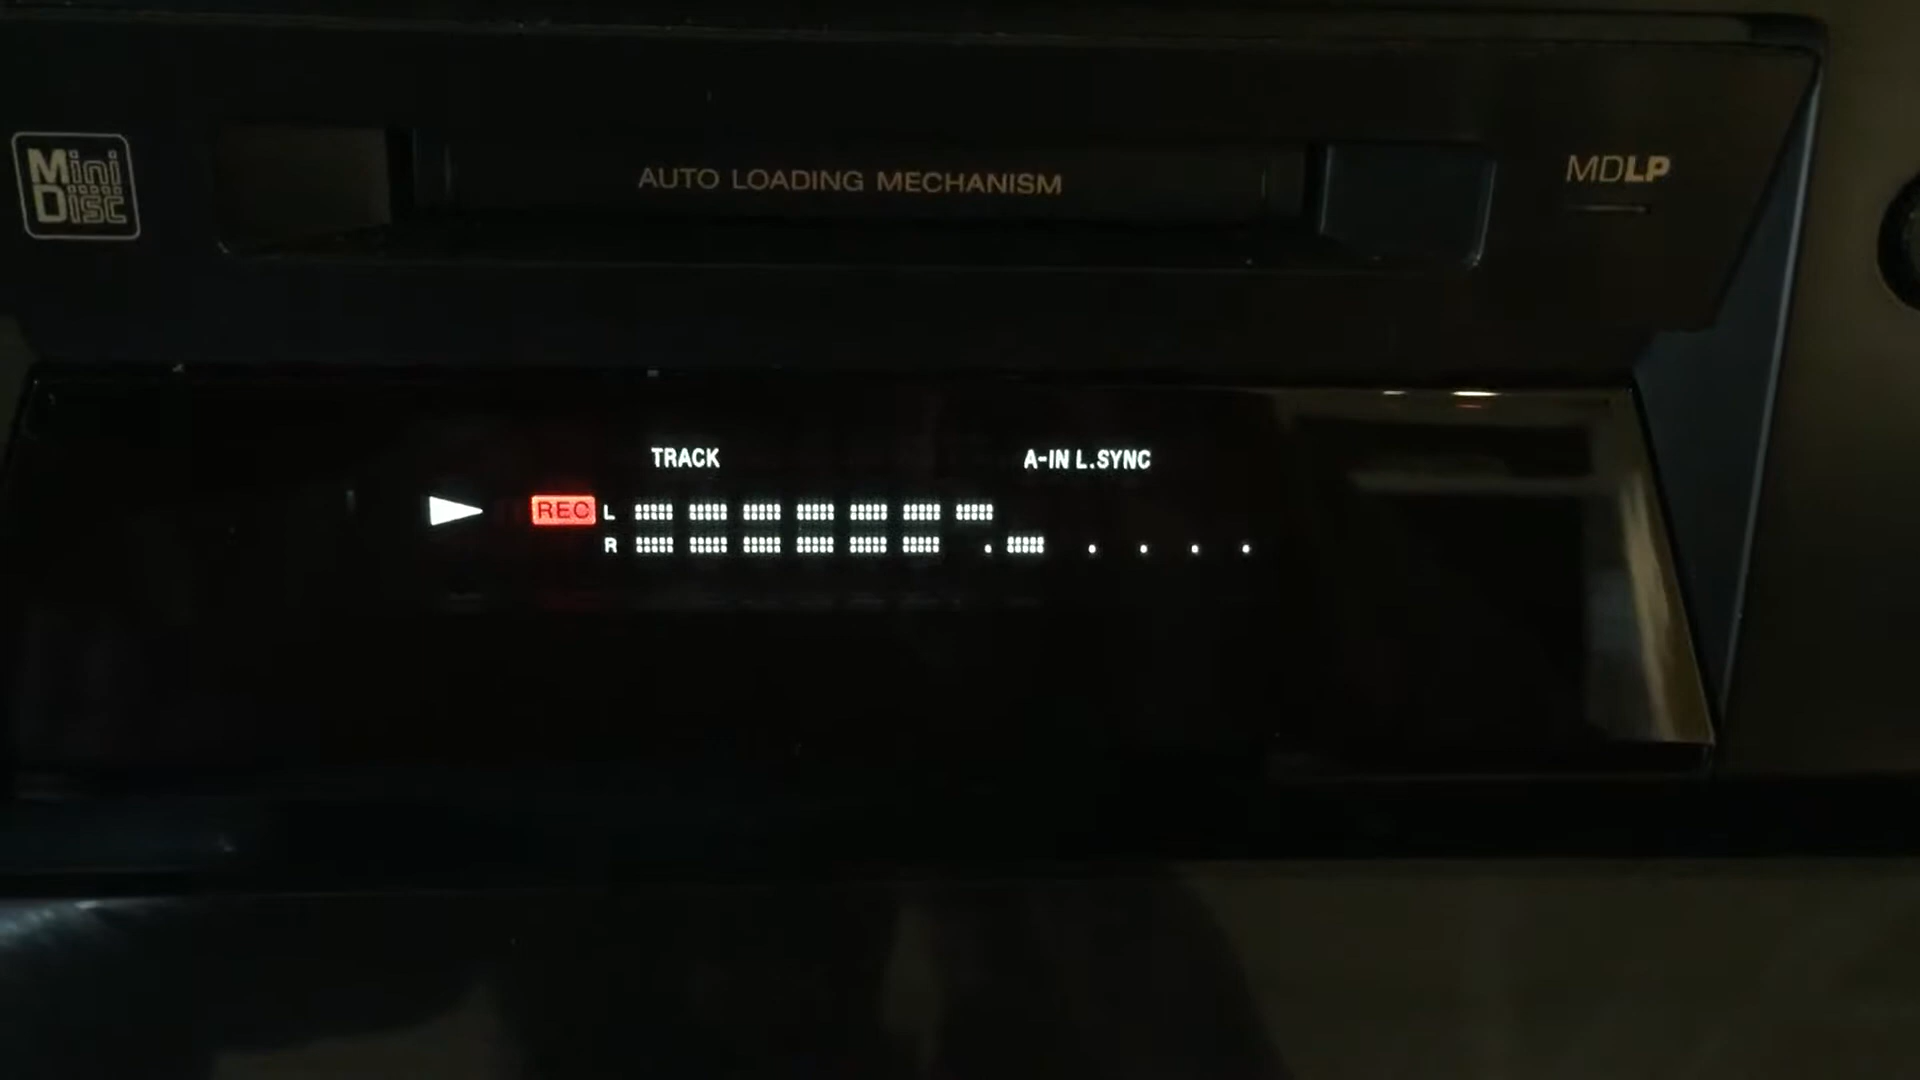 Mini Disc
AUTO LOADING MECHANISM
MDLP
TRACK A-IN L.SYNC
REC L
R